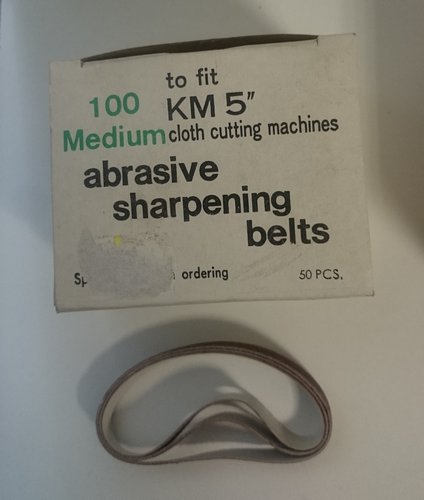 to fit
100 KM 5"
Medium cloth cutting machines
abrasive
sharpening
belts
ordering 50 PCS.